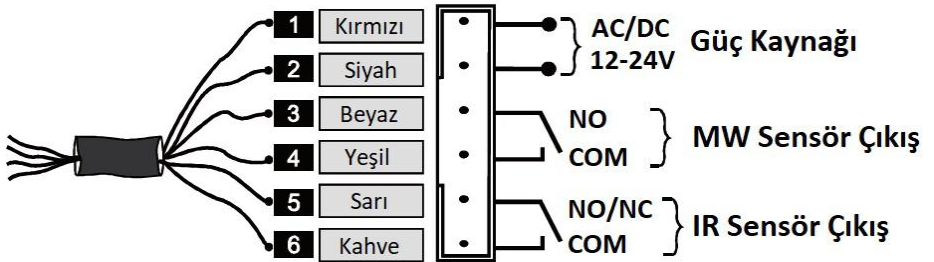 1 Kırmızı
2 Siyah
3 Beyaz
4 Yeşil
5 Sarı
6 Kahve
AC/DC
12-24V
Güç Kaynağı
NO
COM
MW Sensör Çıkış
NO/NC
COM
IR Sensör Çıkış